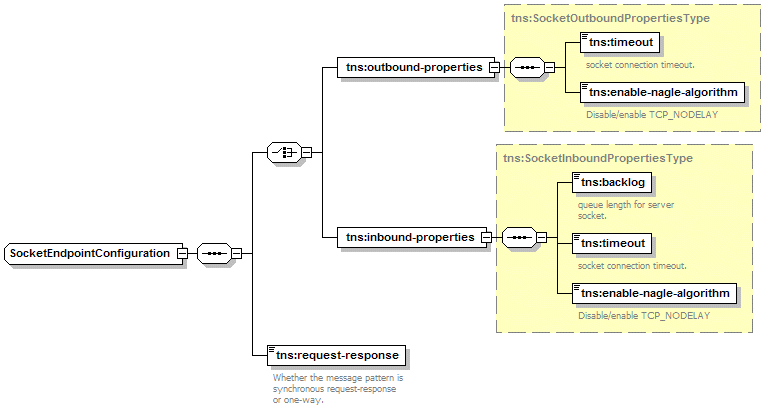 tns:SocketOutboundPropertiesType
tns:timeout
socket connection timeout.
tns:outbound-properties
tns:enable-nagle-algorithm
Disable/enable TCP_NODELAY
tns:SocketInboundPropertiesType
tns:backlog
queue length for server
socket.
tns:inbound-properties
tns:timeout
socket connection timeout.
tns:enable-nagle-algorithm
Disable/enable TCP_NODELAY
SocketEndpointConfiguration
tns:request-response
Whether the message pattern is
synchronous request-response
or one-way.